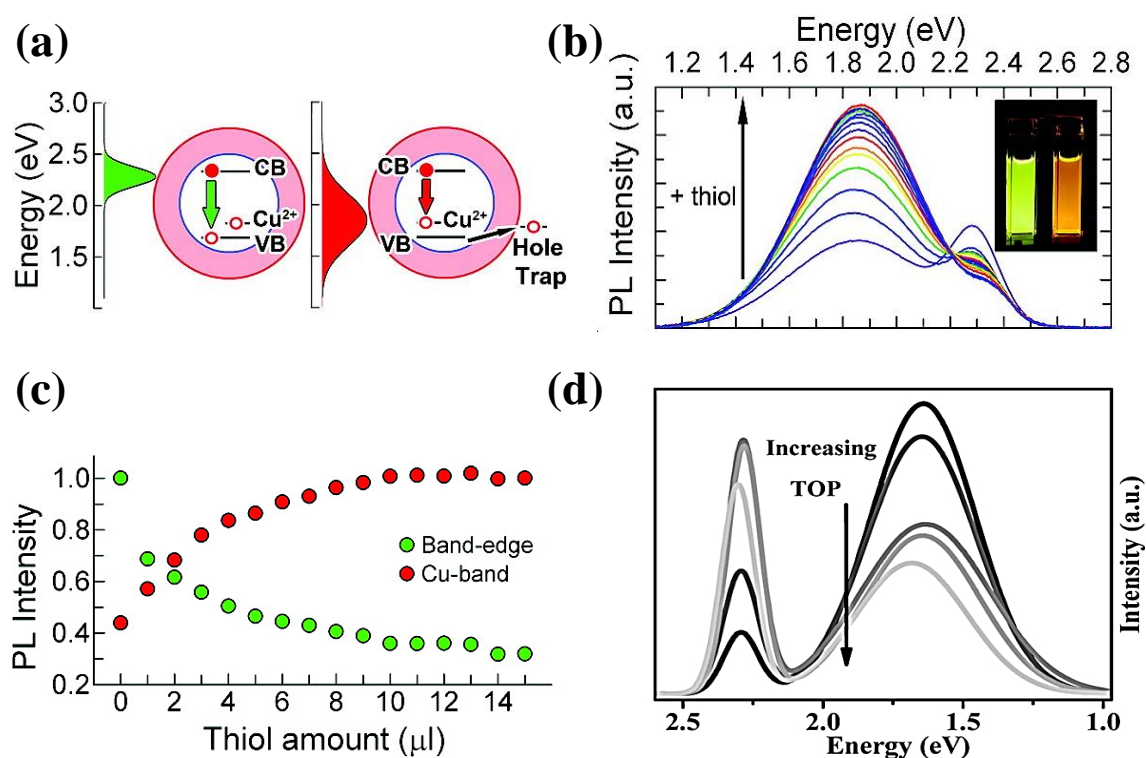 (a)
Energy (eV)
3.0
2.5
2.0
1.5
CB
Cu²⁺
VB
CB
Cu²⁺
VB
Hole
Trap
(b)
Energy (eV)
1.2 1.4 1.6 1.8 2.0 2.2 2.4 2.6 2.8
PL Intensity (a.u.)
+ thiol
(c)
PL Intensity
1.0
0.8
0.6
0.4
0.2
Band-edge
Cu-band
0 2 4 6 8 10 12 14 16
Thiol amount (μl)
(d)
Increasing
TOP
Intensity (a.u.)
2.5 2.0 1.5 1.0
Energy (eV)